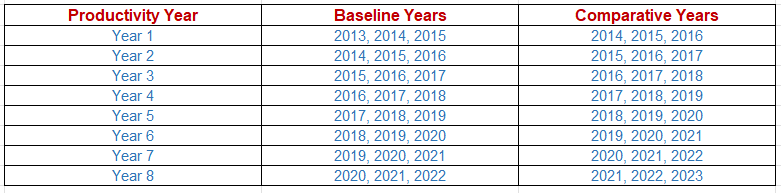 Productivity Year Baseline Years Comparative Years
Year 1 2013, 2014, 2015 2014, 2015, 2016
Year 2 2014, 2015, 2016 2015, 2016, 2017
Year 3 2015, 2016, 2017 2016, 2017, 2018
Year 4 2016, 2017, 2018 2017, 2018, 2019
Year 5 2017, 2018, 2019 2018, 2019, 2020
Year 6 2018, 2019, 2020 2019, 2020, 2021
Year 7 2019, 2020, 2021 2020, 2021, 2022
Year 8 2020, 2021, 2022 2021, 2022, 2023